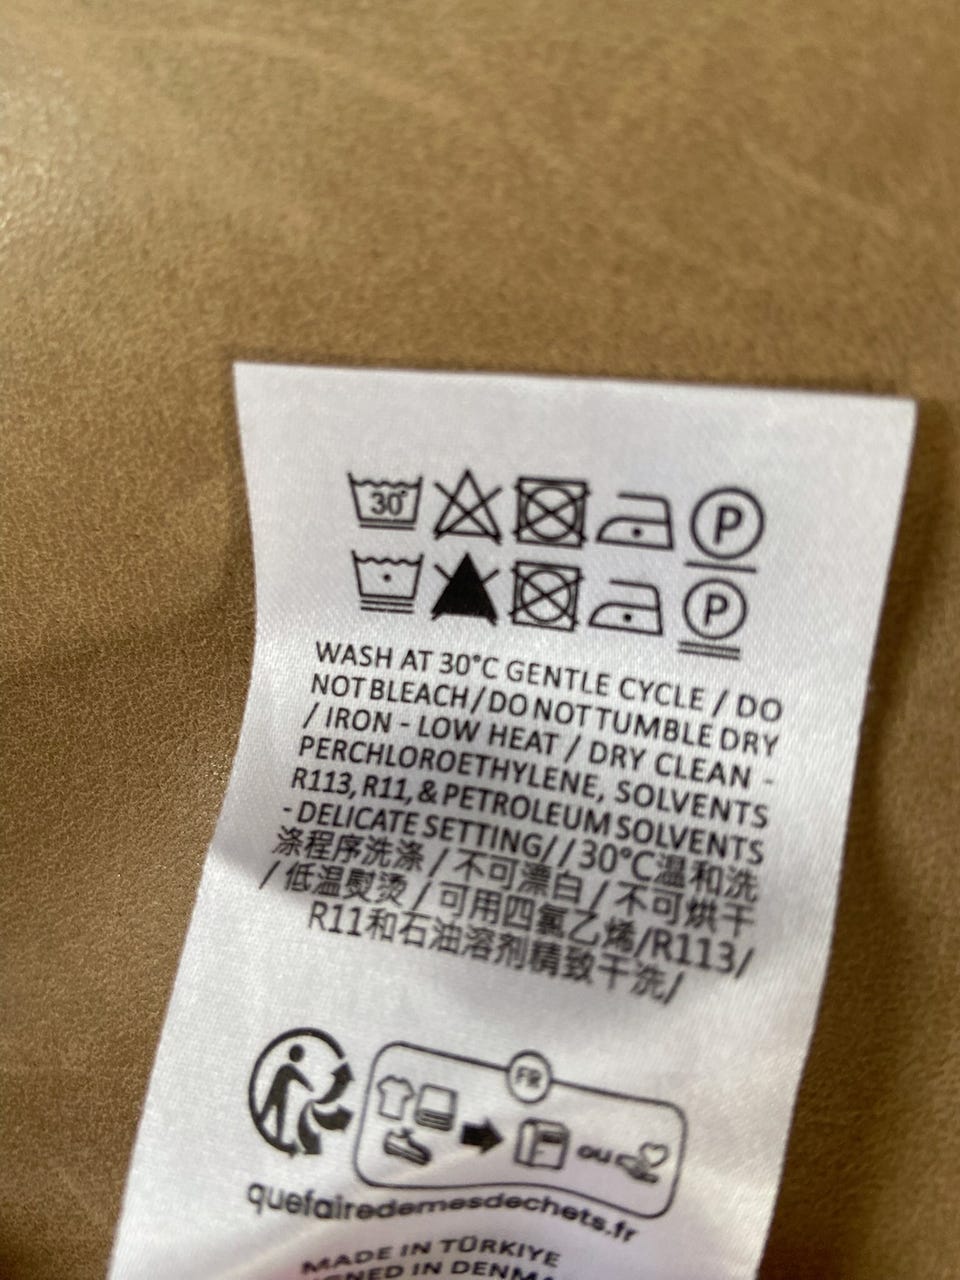 30°
P
P
WASH AT 30°C GENTLE CYCLE / DO
NOT BLEACH / DO NOT TUMBLE DRY
/ IRON - LOW HEAT / DRY CLEAN -
PERCHLOROETHYLENE, SOLVENTS
R113, R11, & PETROLEUM SOLVENTS
- DELICATE SETTING/ / 30°C温和洗
涤程序洗涤 / 不可漂白 / 不可烘干
/ 低温熨烫 / 可用四氯乙烯/R113/
R11和石油溶剂精致干洗/
FR
ou
quefairedemesdechets.fr
MADE IN TÜRKIYE